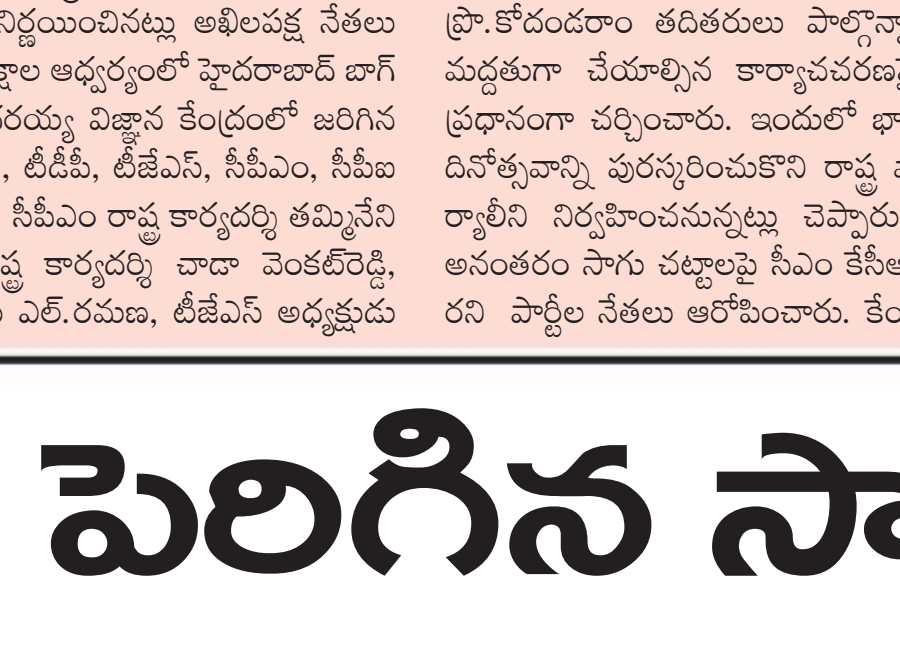 నిర్ణయించినట్లు అఖిలపక్ష నేతలు
ఆధ్వర్యంలో హైదరాబాద్ బాగ్
విజ్ఞాన కేంద్రంలో జరిగిన
, టీడీపీ, టీజేఎస్, సీపీఎం, సీపీఐ
సీపీఎం రాష్ట్ర కార్యదర్శి తమ్మినేని
కార్యదర్శి చాడా వెంకట్‌రెడ్డి,
ఎల్.రమణ, టీజేఎస్ అధ్యక్షుడు
ప్రొ.కోదండరాం తదితరులు
మద్దతుగా చేయాల్సిన
ప్రధానంగా చర్చించారు. ఇందులో
దినోత్సవాన్ని పురస్కరించుకొని రాష్ట్ర
ర్యాలీని నిర్వహించనున్నట్లు చెప్పారు
అనంతరం సాగు చట్టాలపై సీఎం
రని పార్టీల నేతలు ఆరోపించారు.
పెరిగిన